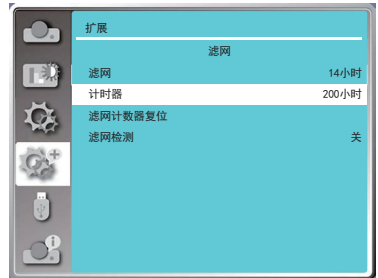 扩展
滤网
滤网 14小时
计时器 200小时
滤网计数器复位
滤网检测 关